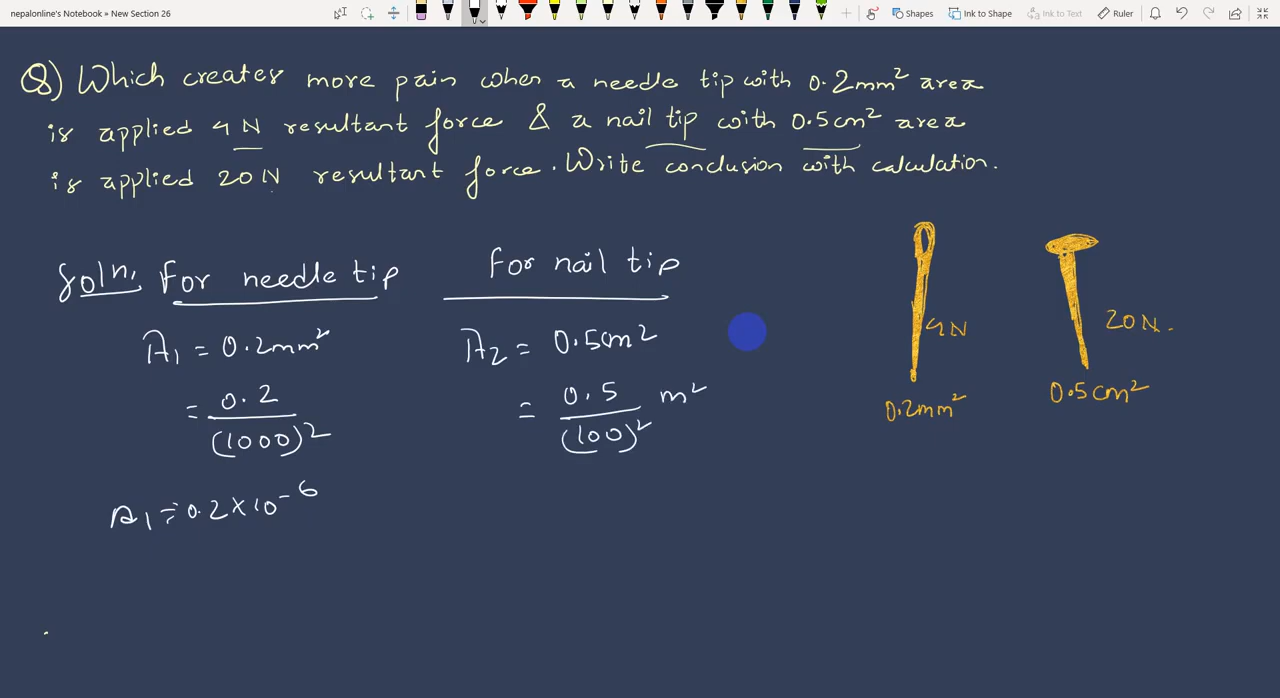 nepalonline's Notebook » New Section 26
Shapes Ink to Shape Ink to Text Ruler
Q) Which creates more pain when a needle tip with 0.2mm² area
is applied 4N resultant force & a nail tip with 0.5cm² area
is applied 20N resultant force. Write conclusion with calculation.
Soln, For needle tip
For nail tip
A₁ = 0.2mm²
A₂ = 0.5cm²
= 0.2/(1000)²
= 0.5/(100)² m²
A₁ = 0.2×10⁻⁶
4N
0.2mm²
20N.
0.5cm²